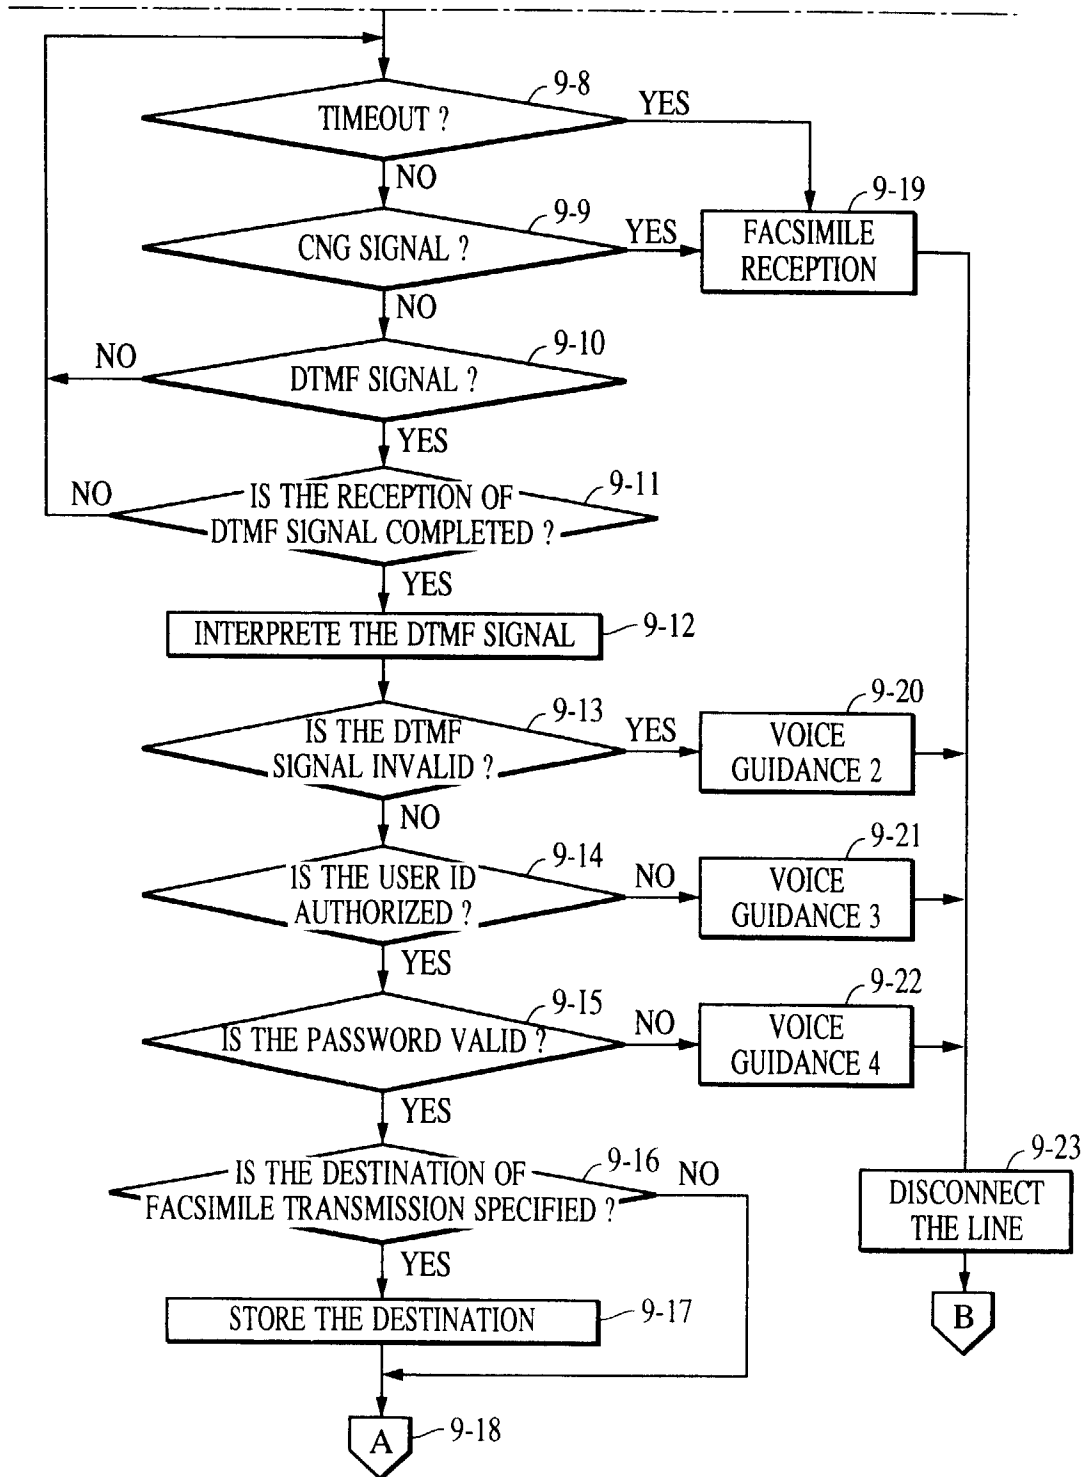 9-8
TIMEOUT ?
YES
NO
9-19
9-9
CNG SIGNAL ?
YES
FACSIMILE
RECEPTION
NO
9-10
NO
DTMF SIGNAL ?
YES
9-11
NO
IS THE RECEPTION OF
DTMF SIGNAL COMPLETED ?
YES
INTERPRETE THE DTMF SIGNAL
9-12
9-13
IS THE DTMF
SIGNAL INVALID ?
YES
9-20
VOICE
GUIDANCE 2
NO
9-14
IS THE USER ID
AUTHORIZED ?
NO
9-21
VOICE
GUIDANCE 3
YES
9-15
IS THE PASSWORD VALID ?
NO
9-22
VOICE
GUIDANCE 4
YES
9-16
IS THE DESTINATION OF
FACSIMILE TRANSMISSION SPECIFIED ?
NO
9-23
DISCONNECT
THE LINE
YES
STORE THE DESTINATION
9-17
B
A
9-18